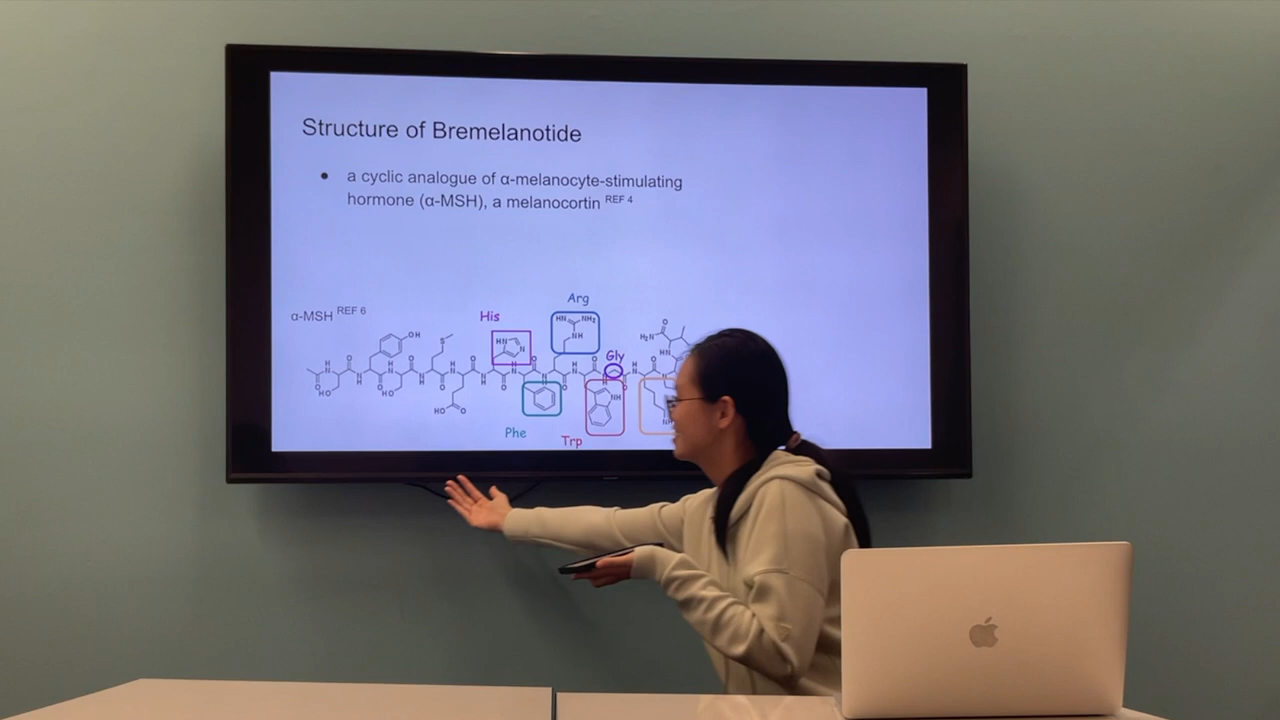 Structure of Bremelanotide
● a cyclic analogue of α-melanocyte-stimulating
hormone (α-MSH), a melanocortin REF 4
Arg
α-MSH REF 6
His
Gly
Phe
Trp